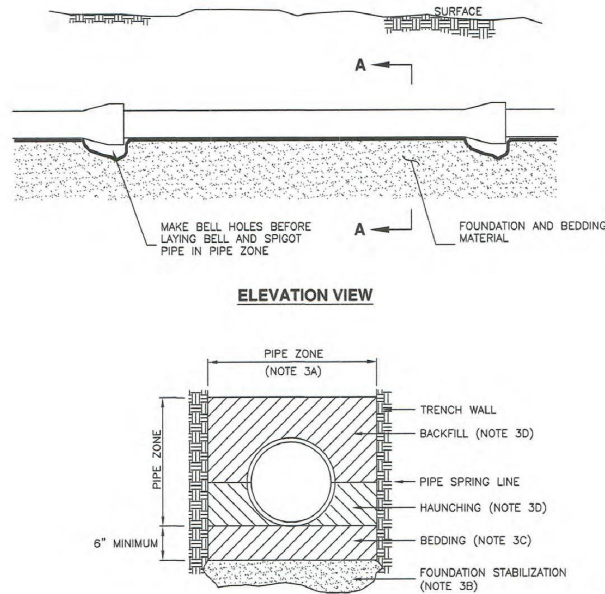 SURFACE
A
MAKE BELL HOLES BEFORE
LAYING BELL AND SPIGOT
PIPE IN PIPE ZONE
A
FOUNDATION AND BEDDING
MATERIAL
ELEVATION VIEW
PIPE ZONE
(NOTE 3A)
TRENCH WALL
BACKFILL (NOTE 3D)
PIPE ZONE
PIPE SPRING LINE
HAUNCHING (NOTE 3D)
6" MINIMUM
BEDDING (NOTE 3C)
FOUNDATION STABILIZATION
(NOTE 3B)